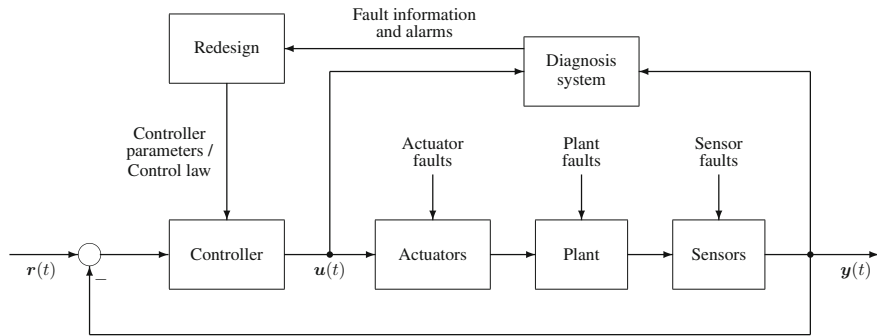 Fault information
and alarms
Redesign
Diagnosis
system
Controller
parameters /
Control law
Actuator
faults
Plant
faults
Sensor
faults
Controller
Actuators
Plant
Sensors
r(t)
−
u(t)
y(t)